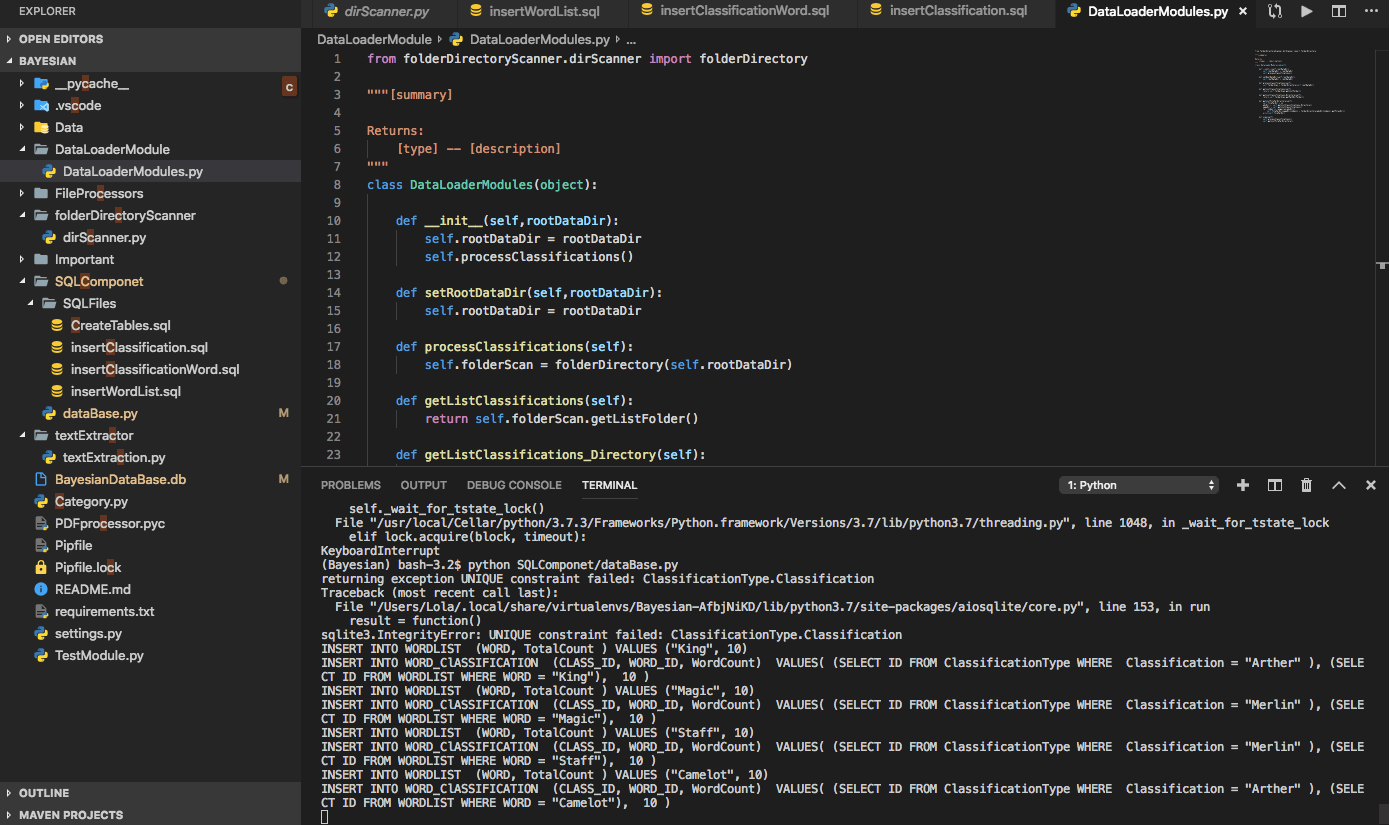 EXPLORER
OPEN EDITORS
BAYESIAN
__pycache__
c
.vscode
Data
DataLoaderModule
DataLoaderModules.py
FileProcessors
folderDirectoryScanner
dirScanner.py
Important
SQLComponet
SQLFiles
CreateTables.sql
insertClassification.sql
insertClassificationWord.sql
insertWordList.sql
dataBase.py M
textExtractor
textExtraction.py
BayesianDataBase.db M
Category.py
PDFprocessor.pyc
Pipfile
Pipfile.lock
README.md
requirements.txt
settings.py
TestModule.py
OUTLINE
MAVEN PROJECTS
dirScanner.py insertWordList.sql insertClassificationWord.sql insertClassification.sql DataLoaderModules.py
DataLoaderModule DataLoaderModules.py ...
1 from folderDirectoryScanner.dirScanner import folderDirectory
2
3 """[summary]
4
5 Returns:
6 [type] -- [description]
7 """
8 class DataLoaderModules(object):
9
10 def __init__(self,rootDataDir):
11 self.rootDataDir = rootDataDir
12 self.processClassifications()
13
14 def setRootDataDir(self,rootDataDir):
15 self.rootDataDir = rootDataDir
16
17 def processClassifications(self):
18 self.folderScan = folderDirectory(self.rootDataDir)
19
20 def getListClassifications(self):
21 return self.folderScan.getListFolder()
22
23 def getListClassifications_Directory(self):
PROBLEMS OUTPUT DEBUG CONSOLE TERMINAL 1: Python
self._wait_for_tstate_lock()
File "/usr/local/Cellar/python/3.7.3/Frameworks/Python.framework/Versions/3.7/lib/python3.7/threading.py", line 1048, in _wait_for_tstate_lock
elif lock.acquire(block, timeout):
KeyboardInterrupt
(Bayesian) bash-3.2$ python SQLComponet/dataBase.py
returning exception UNIQUE constraint failed: ClassificationType.Classification
Traceback (most recent call last):
File "/Users/Lola/.local/share/virtualenvs/Bayesian-AfbjNiKD/lib/python3.7/site-packages/aiosqlite/core.py", line 153, in run
result = function()
sqlite3.IntegrityError: UNIQUE constraint failed: ClassificationType.Classification
INSERT INTO WORDLIST (WORD, TotalCount ) VALUES ("King", 10)
INSERT INTO WORD_ClASSIFICATION (CLASS_ID, WORD_ID, WordCount) VALUES( (SELECT ID FROM ClassificationType WHERE Classification = "Arther" ), (SELE
CT ID FROM WORDLIST WHERE WORD = "King"), 10 )
INSERT INTO WORDLIST (WORD, TotalCount ) VALUES ("Magic", 10)
INSERT INTO WORD_ClASSIFICATION (CLASS_ID, WORD_ID, WordCount) VALUES( (SELECT ID FROM ClassificationType WHERE Classification = "Merlin" ), (SELE
CT ID FROM WORDLIST WHERE WORD = "Magic"), 10 )
INSERT INTO WORDLIST (WORD, TotalCount ) VALUES ("Staff", 10)
INSERT INTO WORD_ClASSIFICATION (CLASS_ID, WORD_ID, WordCount) VALUES( (SELECT ID FROM ClassificationType WHERE Classification = "Merlin" ), (SELE
CT ID FROM WORDLIST WHERE WORD = "Staff"), 10 )
INSERT INTO WORDLIST (WORD, TotalCount ) VALUES ("Camelot", 10)
INSERT INTO WORD_ClASSIFICATION (CLASS_ID, WORD_ID, WordCount) VALUES( (SELECT ID FROM ClassificationType WHERE Classification = "Arther" ), (SELE
CT ID FROM WORDLIST WHERE WORD = "Camelot"), 10 )